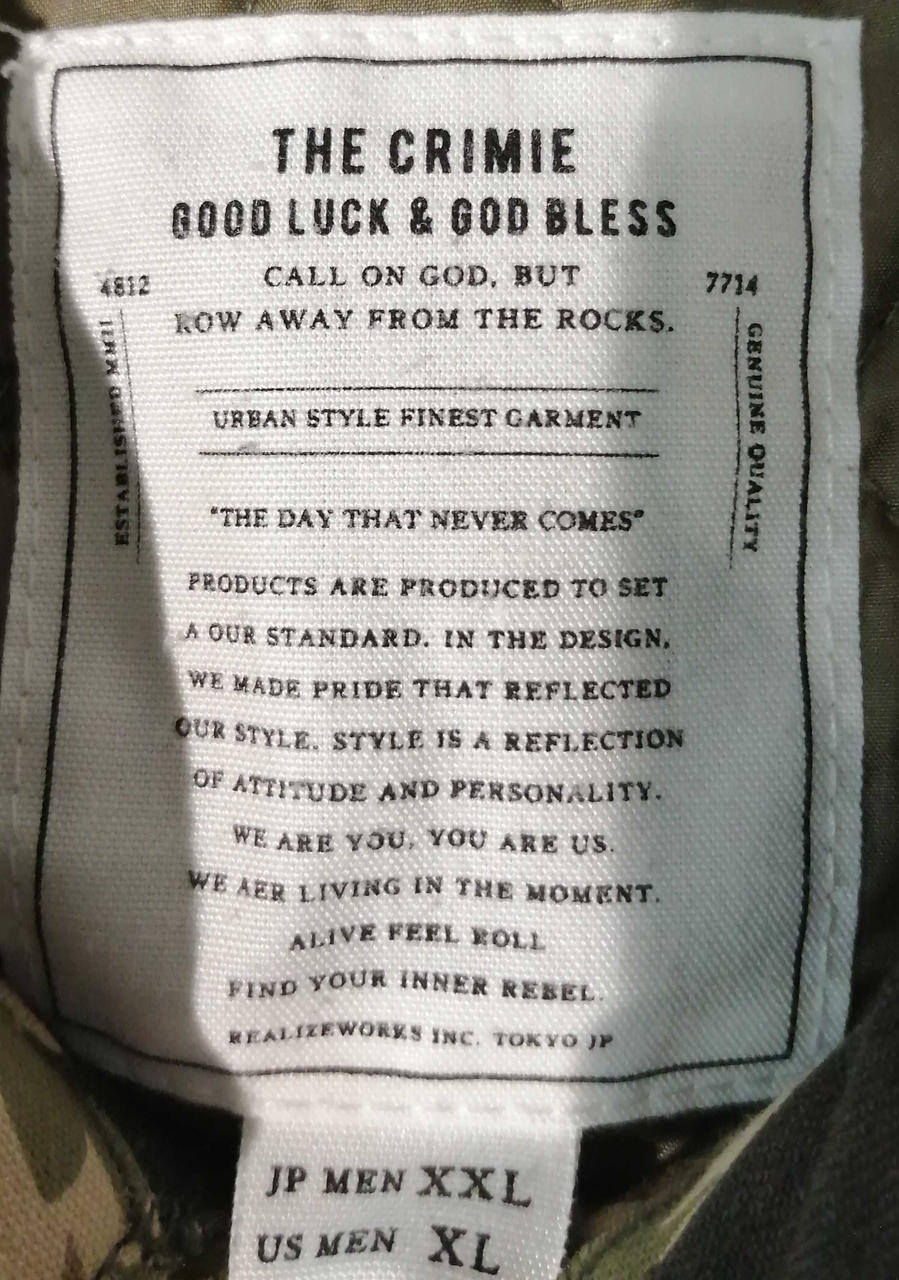 THE CRIMIE
GOOD LUCK & GOD BLESS
CALL ON GOD, BUT
ROW AWAY FROM THE ROCKS.
4812
ESTABLISHED MMII
7714
GENUINE QUALITY
URBAN STYLE FINEST GARMENT
"THE DAY THAT NEVER COMES"
PRODUCTS ARE PRODUCED TO SET
A OUR STANDARD. IN THE DESIGN,
WE MADE PRIDE THAT REFLECTED
OUR STYLE. STYLE IS A REFLECTION
OF ATTITUDE AND PERSONALITY.
WE ARE YOU, YOU ARE US.
WE AER LIVING IN THE MOMENT.
ALIVE FEEL ROLL
FIND YOUR INNER REBEL.
REALIZEWORKS INC. TOKYO JP
JP MEN XXL
US MEN XL